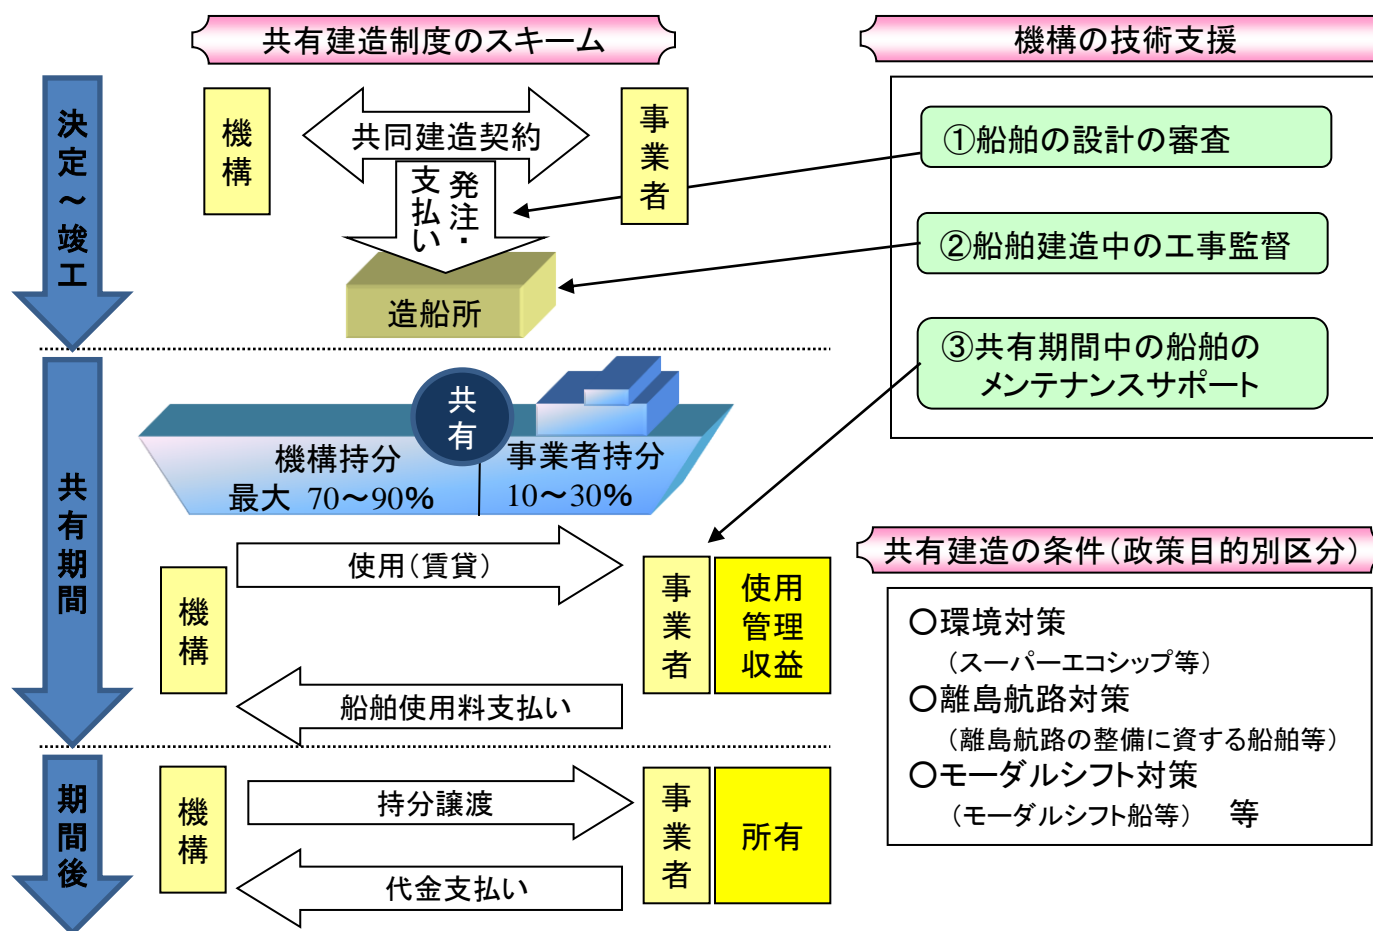 共有建造制度のスキーム
機構の技術支援
決定～竣工
機構
共同建造契約
事業者
発注・
支払い
造船所
①船舶の設計の審査
②船舶建造中の工事監督
③共有期間中の船舶の
メンテナンスサポート
共有期間
共有
機構持分
最大 70～90%
事業者持分
10～30%
使用(賃貸)
機構
事業者
使用
管理
収益
船舶使用料支払い
共有建造の条件(政策目的別区分)
○環境対策
(スーパーエコシップ等)
○離島航路対策
(離島航路の整備に資する船舶等)
○モーダルシフト対策
(モーダルシフト船等) 等
期間後
機構
持分譲渡
事業者
所有
代金支払い